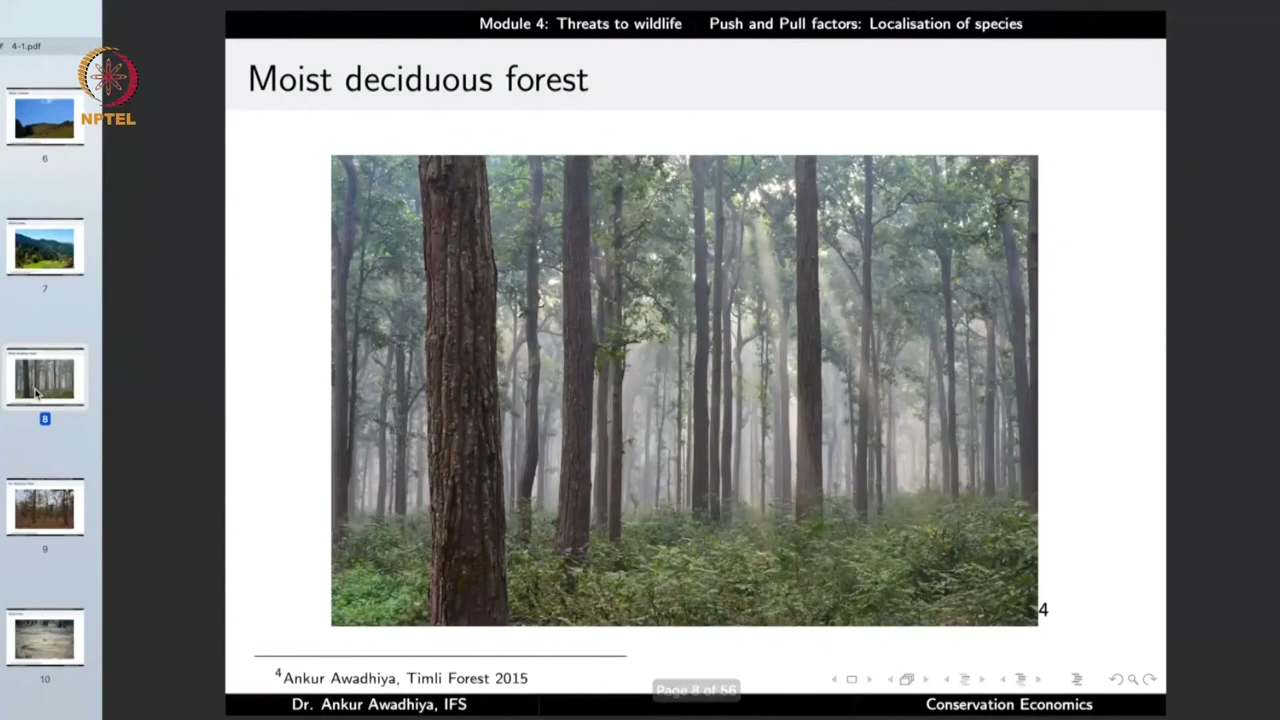 Module 4: Threats to wildlife Push and Pull factors: Localisation of species
4-1.pdf
NPTEL
Moist deciduous forest
6
7
8
9
10
4
4Ankur Awadhiya, Timli Forest 2015
Page 8 of 56
Dr. Ankur Awadhiya, IFS Conservation Economics